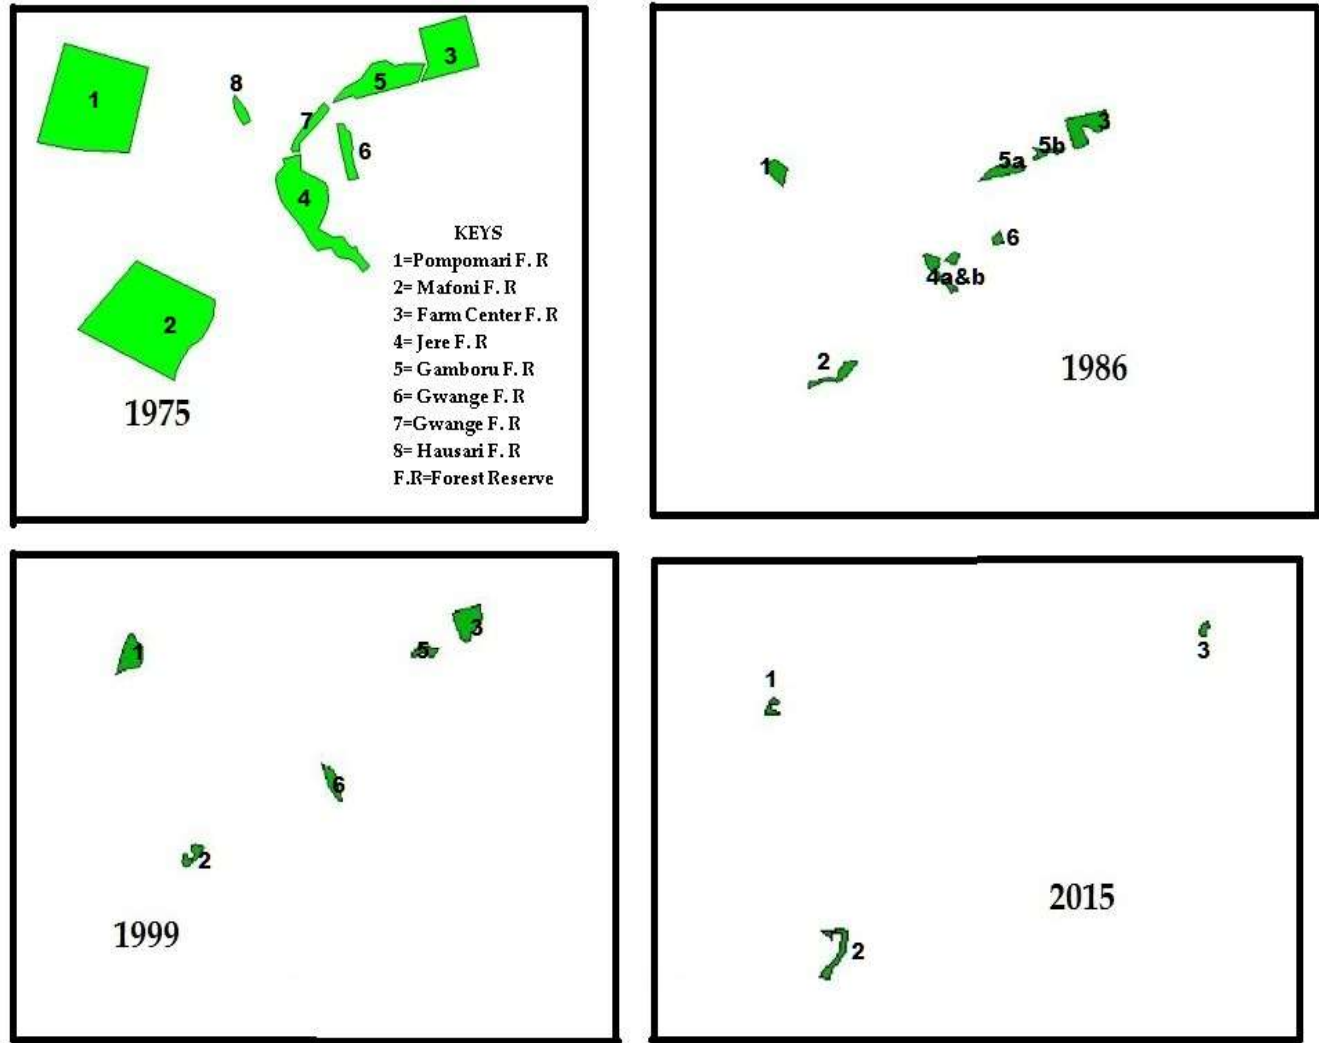 1
8
5
3
7
6
4
KEYS
1=Pompomari F. R
2= Mafoni F. R
3= Farm Center F. R
4= Jere F. R
5= Gamboru F. R
6= Gwange F. R
7=Gwange F. R
8= Hausari F. R
F.R=Forest Reserve
2
1975
3
5b
5a
1
6
4a&b
2
1986
3
5
1
6
2
1999
3
1
2015
2